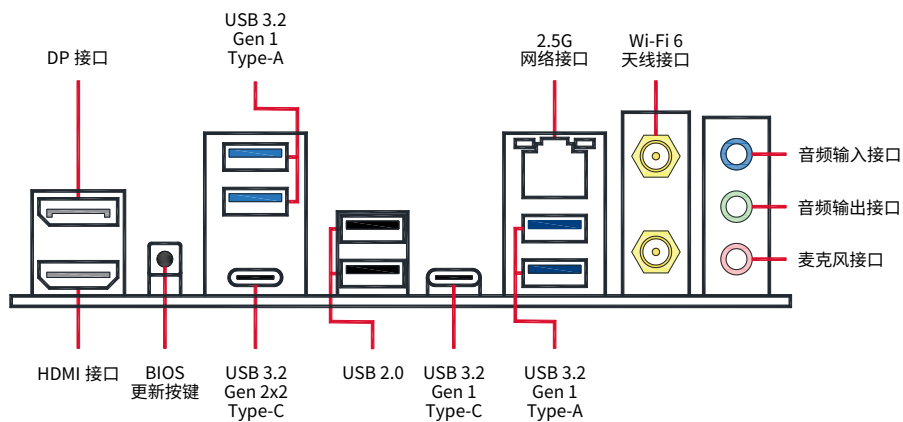 USB 3.2
Gen 1
Type-A
DP 接口
2.5G
网络接口
Wi-Fi 6
天线接口
音频输入接口
音频输出接口
麦克风接口
HDMI 接口
BIOS
更新按键
USB 3.2
Gen 2x2
Type-C
USB 2.0
USB 3.2
Gen 1
Type-C
USB 3.2
Gen 1
Type-A